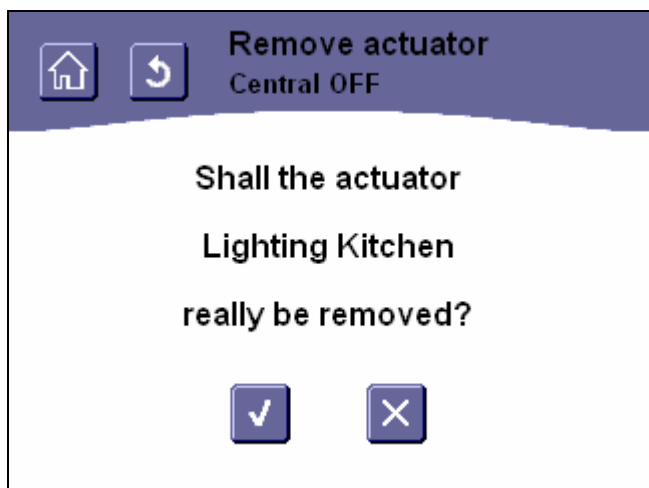 Remove actuator
Central OFF
Shall the actuator
Lighting Kitchen
really be removed?